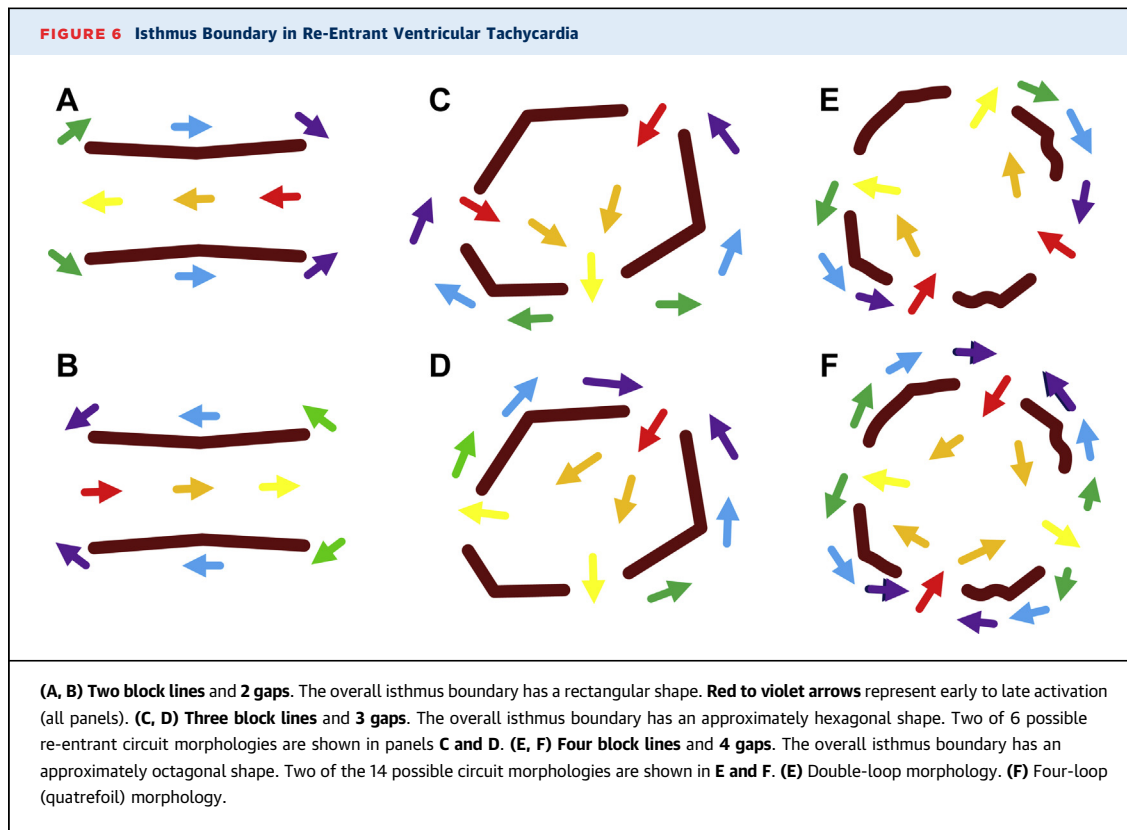 FIGURE 6 Isthmus Boundary in Re-Entrant Ventricular Tachycardia
A
C
E
B
D
F
(A, B) Two block lines and 2 gaps. The overall isthmus boundary has a rectangular shape. Red to violet arrows represent early to late activation
(all panels). (C, D) Three block lines and 3 gaps. The overall isthmus boundary has an approximately hexagonal shape. Two of 6 possible
re-entrant circuit morphologies are shown in panels C and D. (E, F) Four block lines and 4 gaps. The overall isthmus boundary has an
approximately octagonal shape. Two of the 14 possible circuit morphologies are shown in E and F. (E) Double-loop morphology. (F) Four-loop
(quatrefoil) morphology.